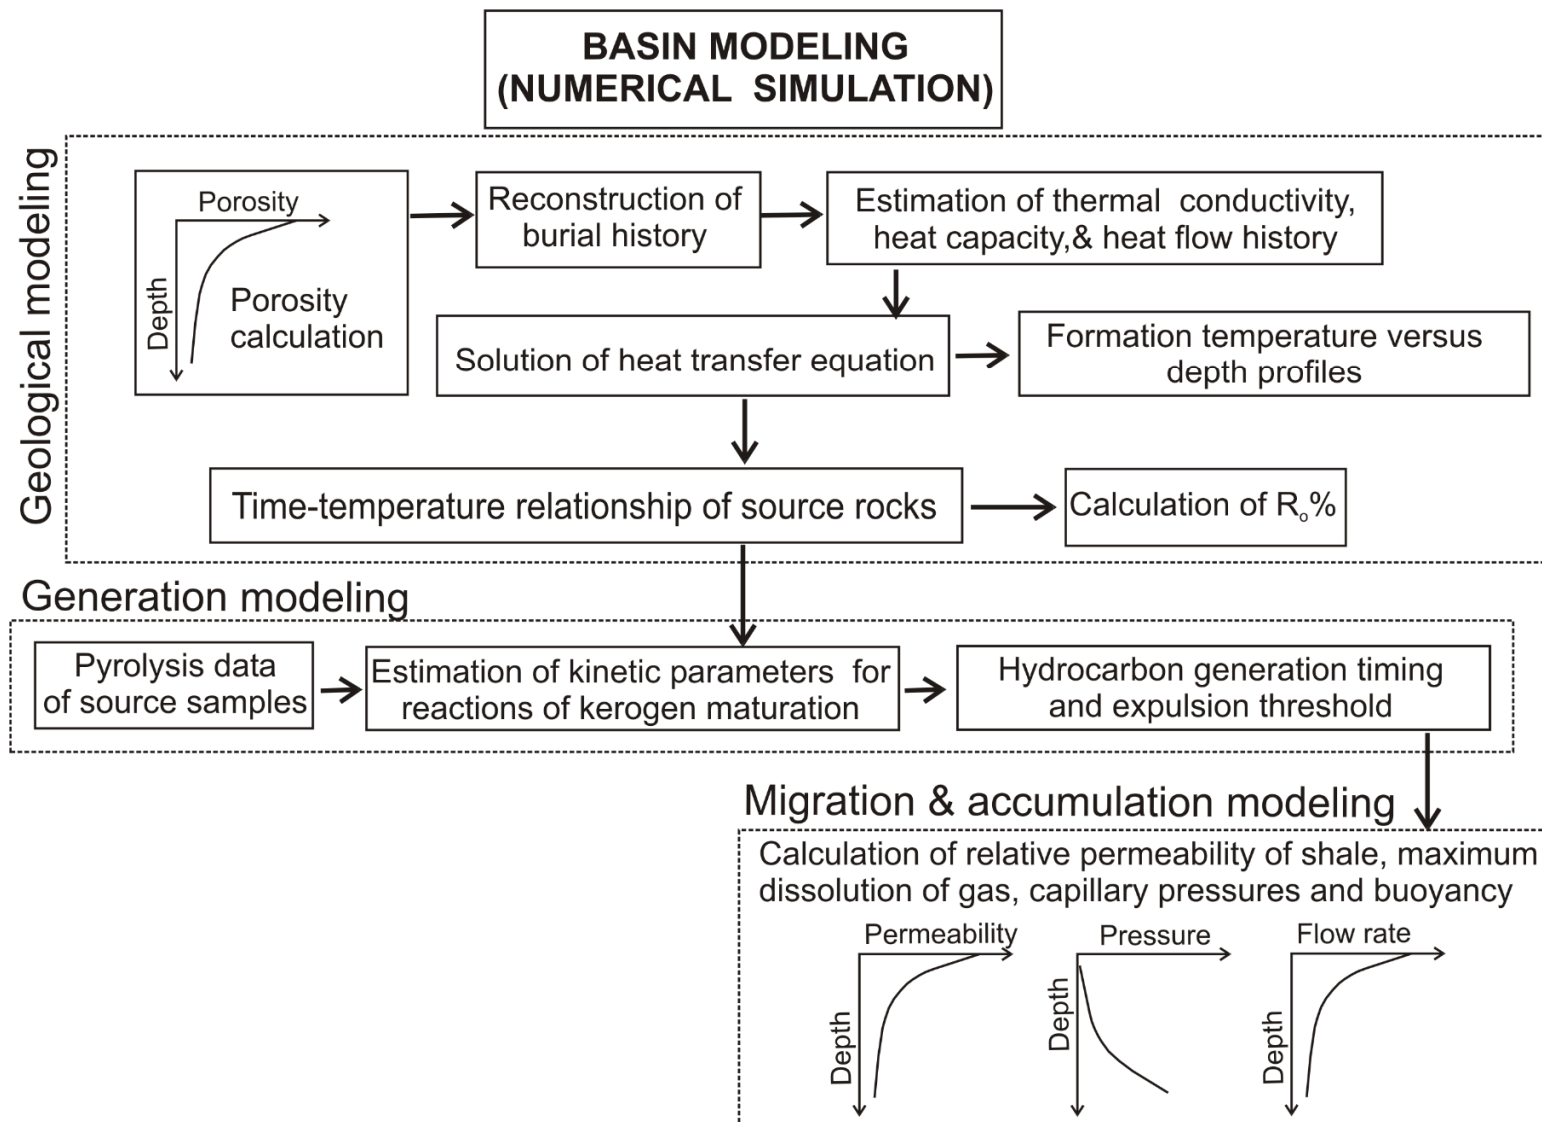 BASIN MODELING
(NUMERICAL SIMULATION)
Geological modeling
Porosity
Depth
Porosity
calculation
Reconstruction of
burial history
Estimation of thermal conductivity,
heat capacity,& heat flow history
Solution of heat transfer equation
Formation temperature versus
depth profiles
Time-temperature relationship of source rocks
Calculation of Ro%
Generation modeling
Pyrolysis data
of source samples
Estimation of kinetic parameters for
reactions of kerogen maturation
Hydrocarbon generation timing
and expulsion threshold
Migration & accumulation modeling
Calculation of relative permeability of shale, maximum
dissolution of gas, capillary pressures and buoyancy
Permeability
Depth
Pressure
Depth
Flow rate
Depth